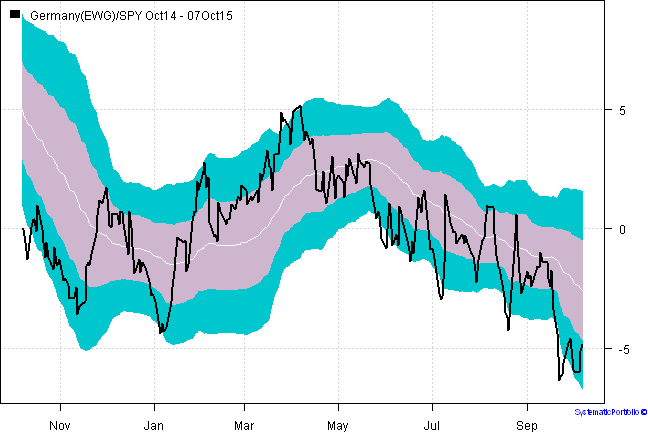 Germany(EWG)/SPY Oct14 - 07Oct15
5
0
-5
Nov Jan Mar May Jul Sep
SystematicPortfolio ©